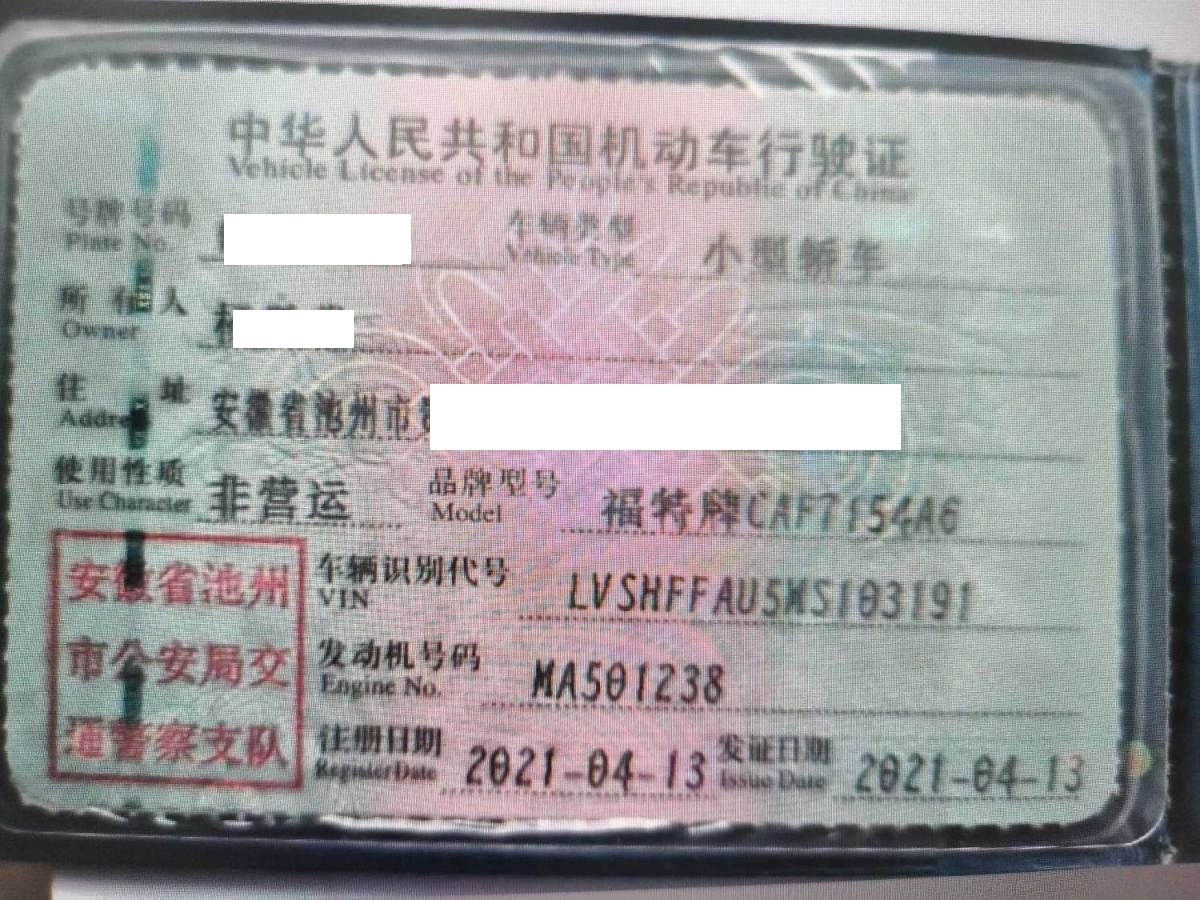 中华人民共和国机动车行驶证
Vehicle License of the People's Republic of China
号牌号码 车辆类型 小型轿车
Plate No. Vehicle Type
所有人
Owner
住址 安徽省池州市
Address
使用性质 非营运 品牌型号 福特牌CAF7154A6
Use Character Model
安徽省池州
市公安局交
通警察支队
车辆识别代号 LVSHFFAU5MS103191
VIN
发动机号码 MA501238
Engine No.
注册日期 2021-04-13 发证日期 2021-04-13
Register Date Issue Date